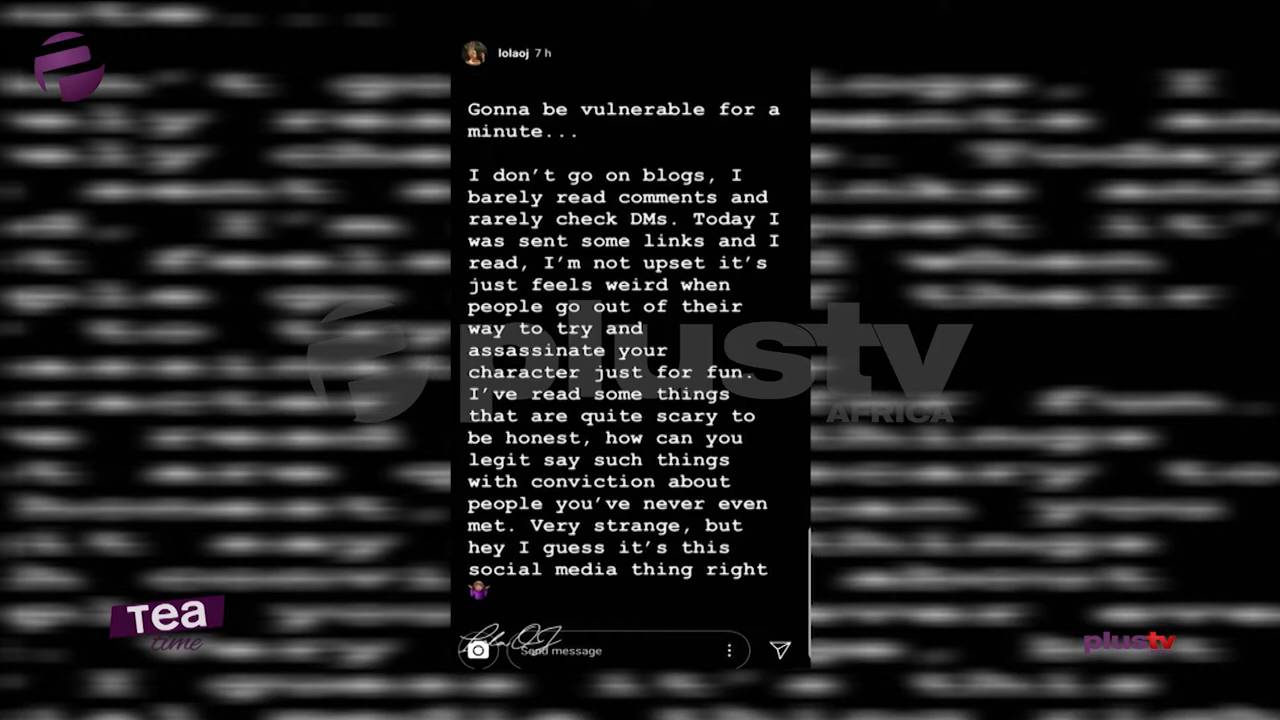 lolaoj 7 h
Gonna be vulnerable for a
minute...
I don’t go on blogs, I
barely read comments and
rarely check DMs. Today I
was sent some links and I
read, I’m not upset it’s
just feels weird when
people go out of their
way to try and
assassinate your
character just for fun.
I’ve read some things
that are quite scary to
be honest, how can you
legit say such things
with conviction about
people you’ve never even
met. Very strange, but
hey I guess it’s this
social media thing right
🤷🏽‍♀️
Lola OJ
Send message
plustv
AFRICA
Tea
time
plustv